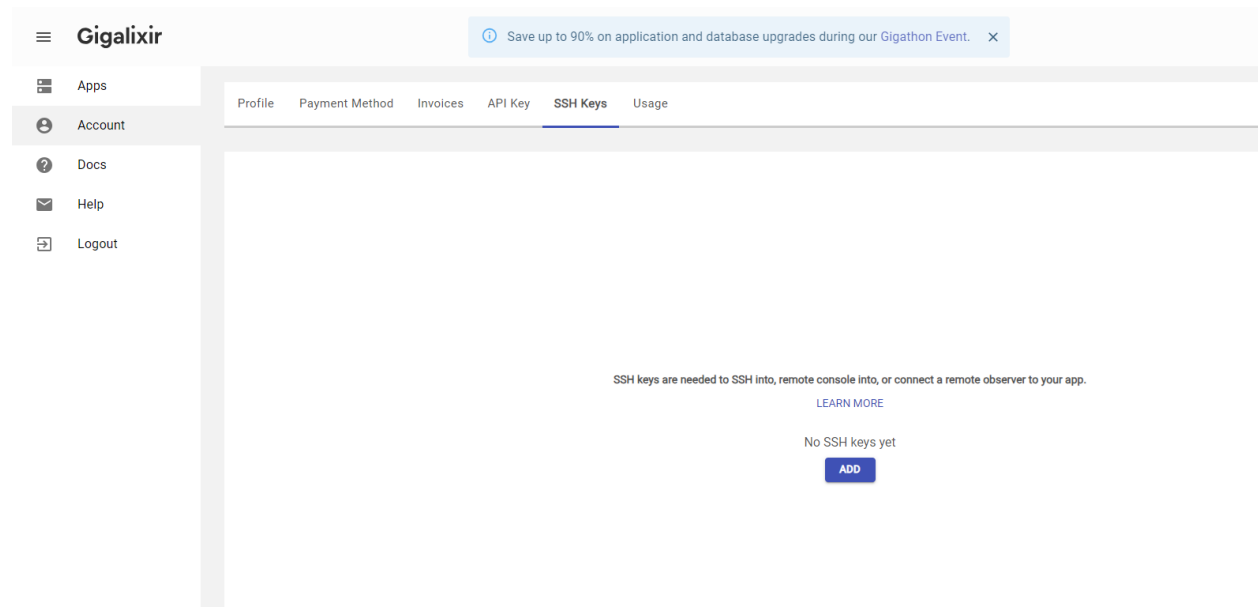 Gigalixir
Save up to 90% on application and database upgrades during our Gigathon Event.
Apps
Account
Docs
Help
Logout
Profile Payment Method Invoices API Key SSH Keys Usage
SSH keys are needed to SSH into, remote console into, or connect a remote observer to your app.
LEARN MORE
No SSH keys yet
ADD